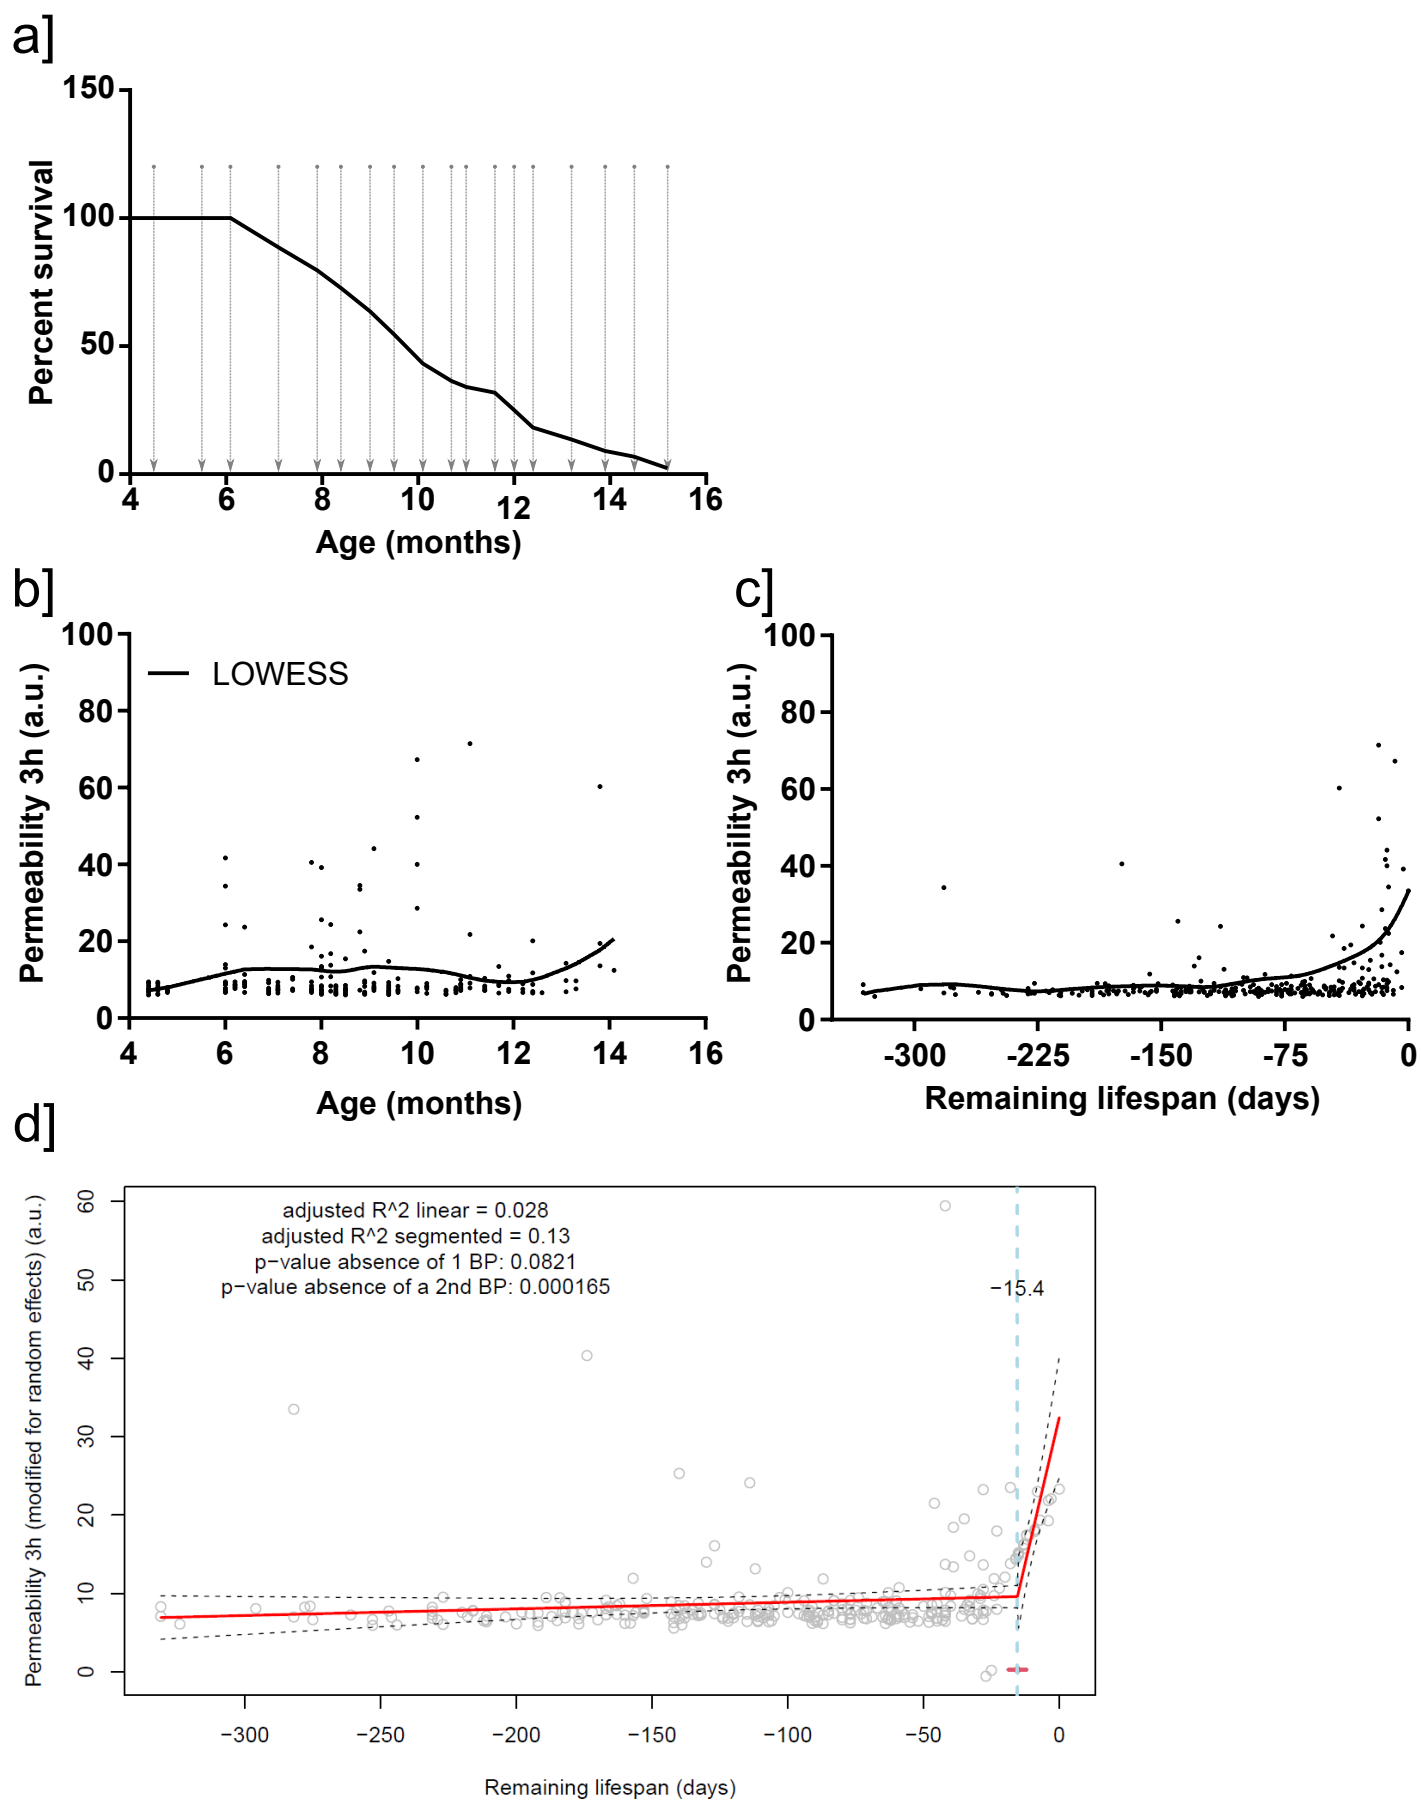 a]
150
100
50
0
Percent survival
4 6 8 10 12 14 16
Age (months)
b]
100
80
60
40
20
0
Permeability 3h (a.u.)
LOWESS
4 6 8 10 12 14 16
Age (months)
c]
100
80
60
40
20
0
Permeability 3h (a.u.)
-300 -225 -150 -75 0
Remaining lifespan (days)
d]
60
50
40
30
20
10
0
Permeability 3h (modified for random effects) (a.u.)
adjusted R^2 linear = 0.028
adjusted R^2 segmented = 0.13
p−value absence of 1 BP: 0.0821
p−value absence of a 2nd BP: 0.000165
−15.4
−300 −250 −200 −150 −100 −50 0
Remaining lifespan (days)